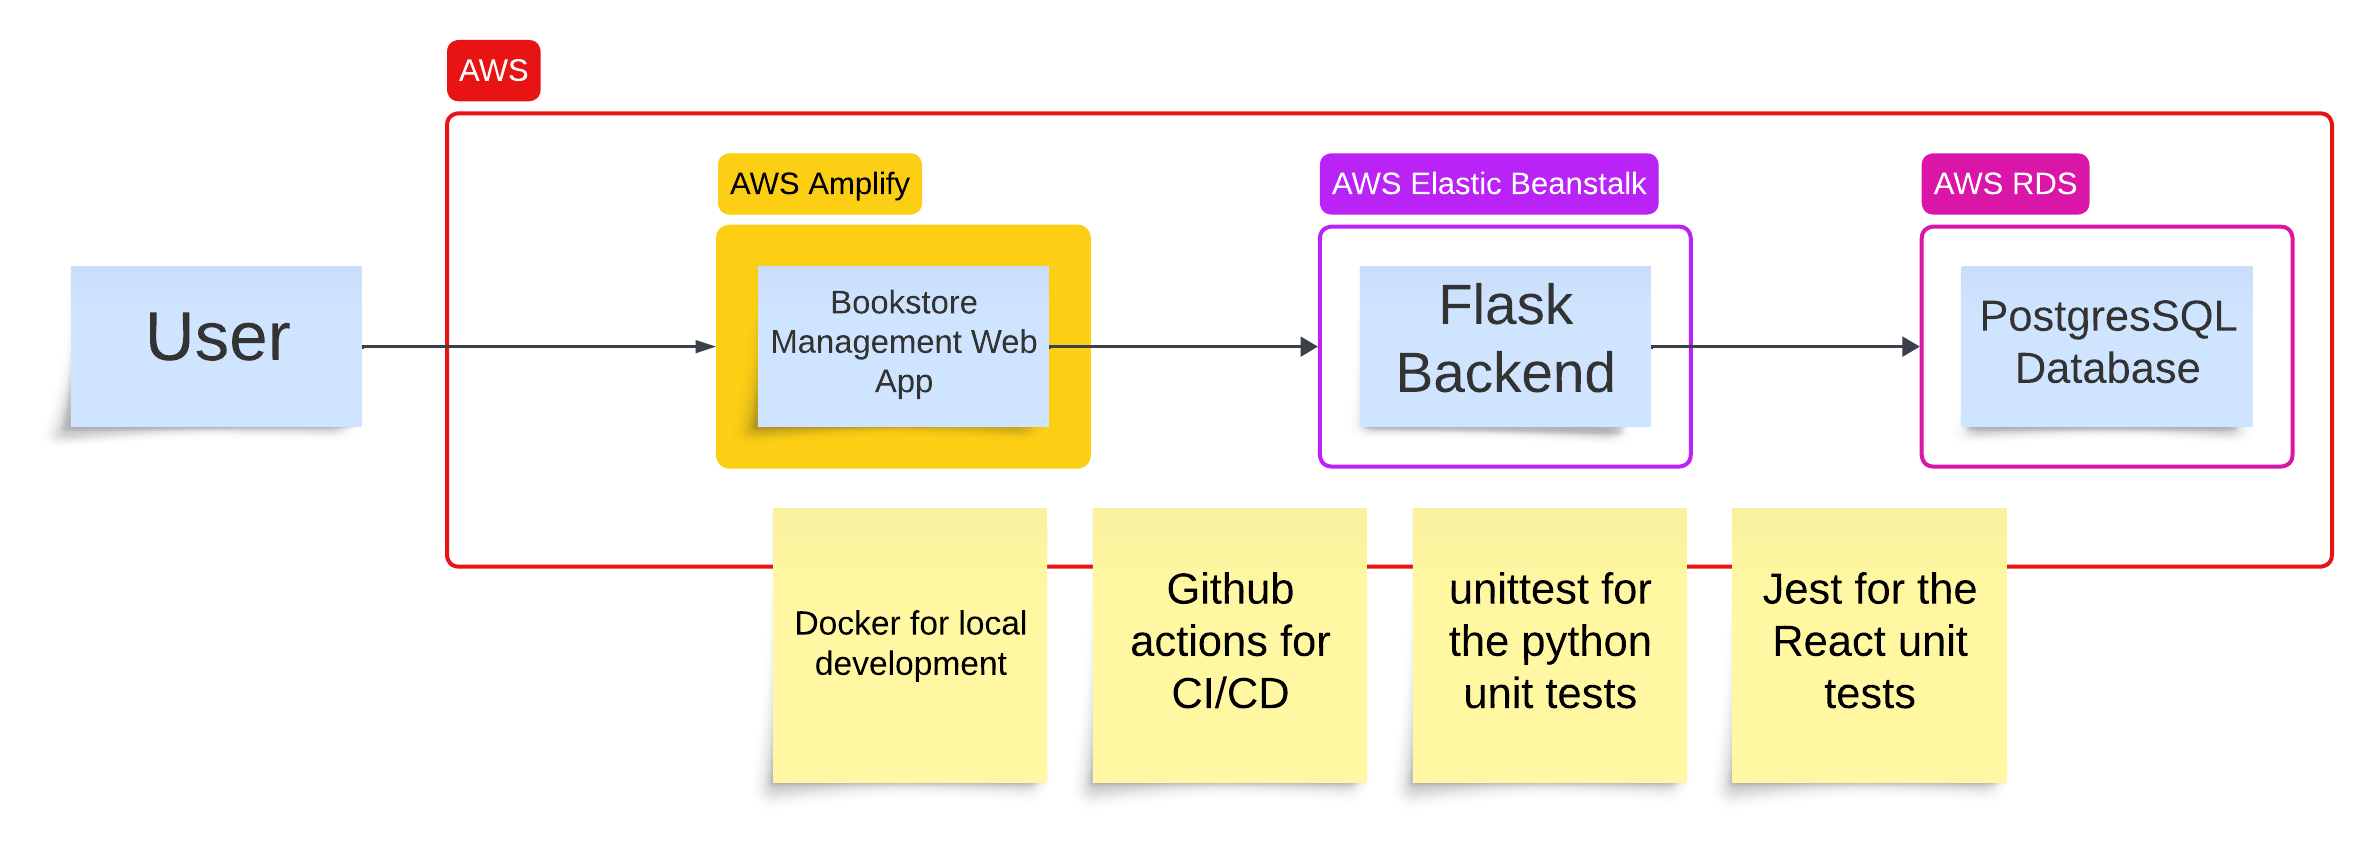 AWS
AWS Amplify
AWS Elastic Beanstalk
AWS RDS
User
Bookstore
Management Web
App
Flask
Backend
PostgresSQL
Database
Docker for local
development
Github
actions for
CI/CD
unittest for
the python
unit tests
Jest for the
React unit
tests